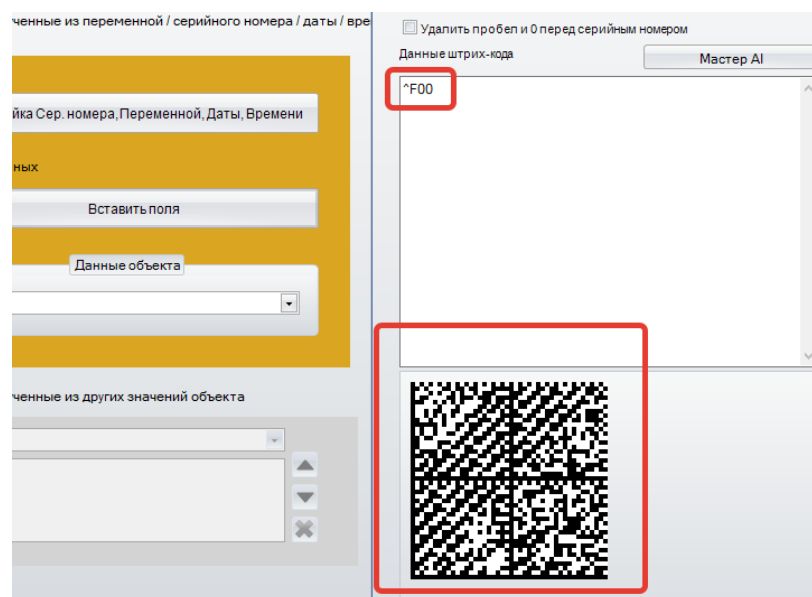 ченные из переменной / серийного номера / даты / вре
йка Сер. номера, Переменной, Даты, Времени
ных
Вставить поля
Данные объекта
ченные из других значений объекта
Удалить пробел и 0 перед серийным номером
Данные штрих-кода
Мастер AI
^F00